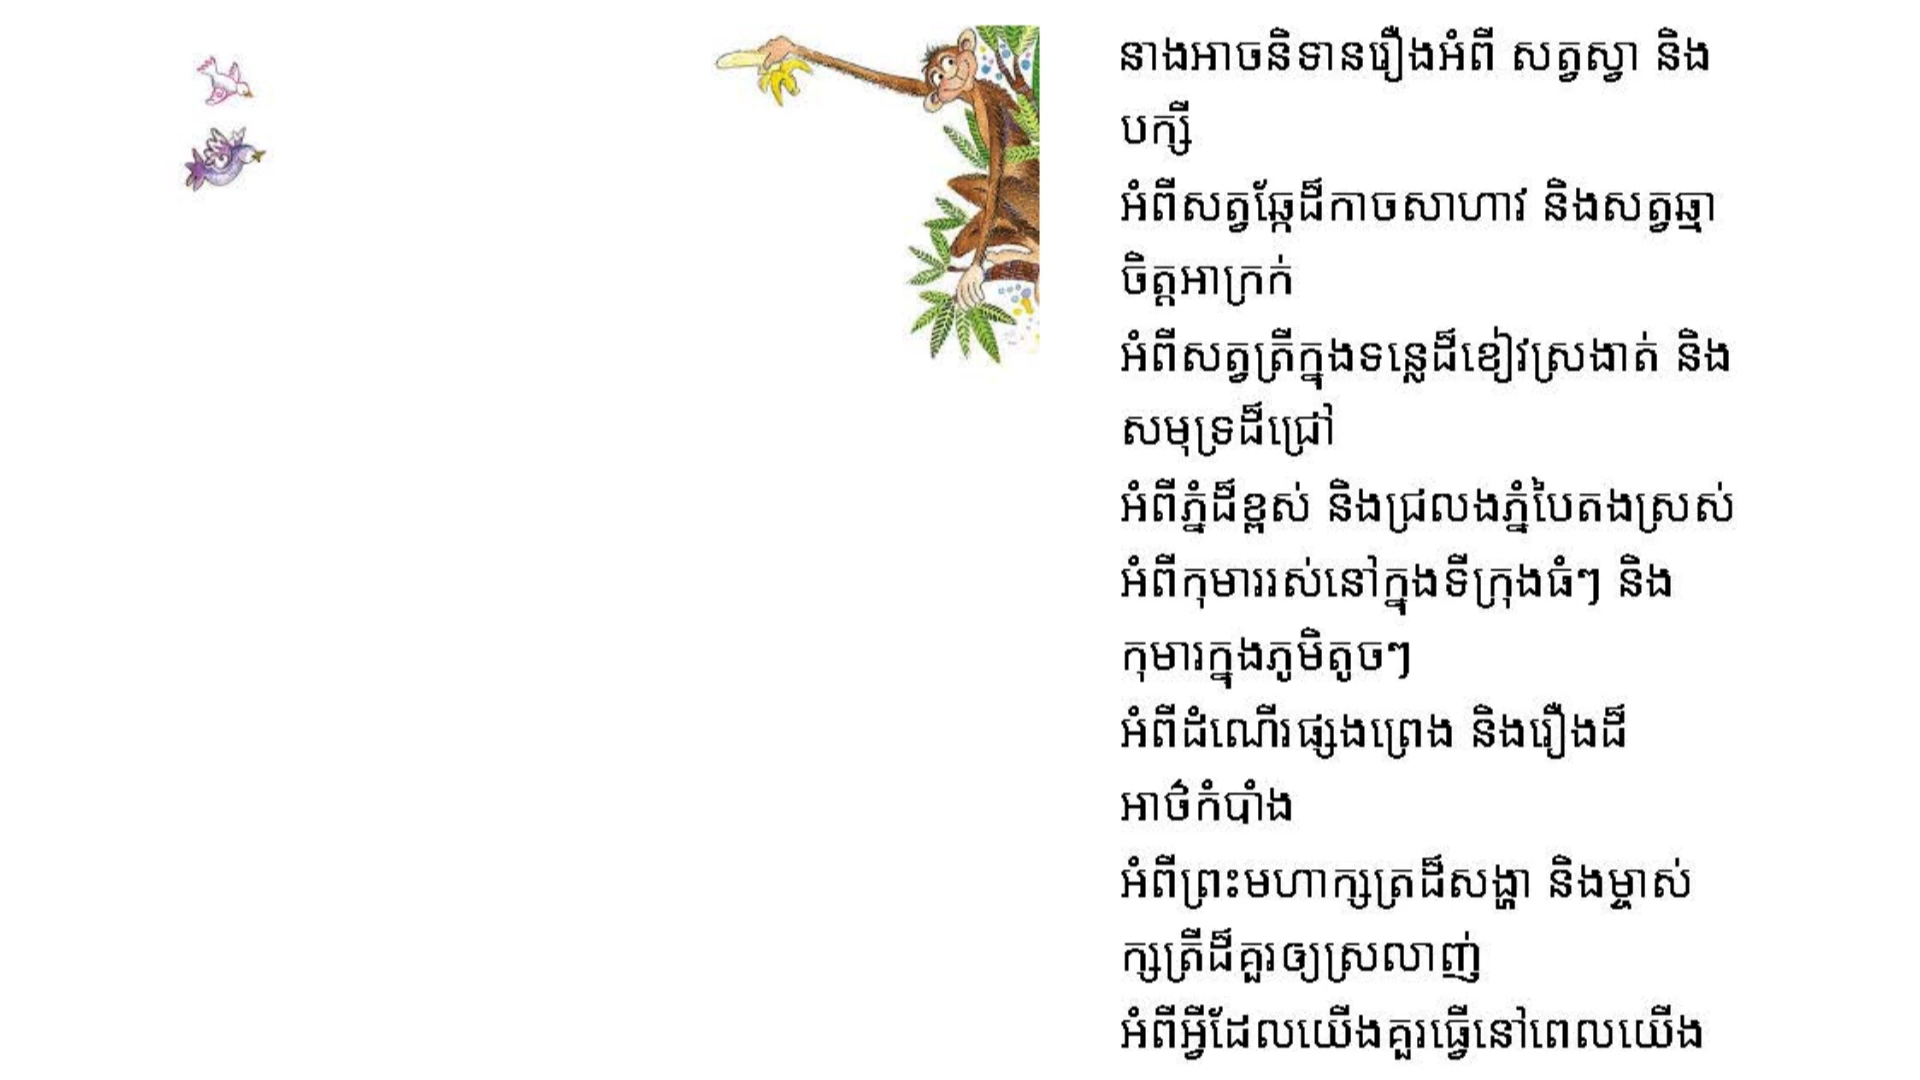 នាងអាចនិទានរឿងអំពី សត្វស្វា និង
បក្សី
អំពីសត្វឆ្កែដ៏កាចសាហាវ និងសត្វឆ្មា
ចិត្តអាក្រក់
អំពីសត្វត្រីក្នុងទន្លេដ៏ខៀវស្រងាត់ និង
សមុទ្រដ៏ជ្រៅ
អំពីភ្នំដ៏ខ្ពស់ និងជ្រលងភ្នំបៃតងស្រស់
អំពីកុមាររស់នៅក្នុងទីក្រុងធំៗ និង
កុមារក្នុងភូមិតូចៗ
អំពីដំណើរផ្សងព្រេង និងរឿងដ៏
អាថ៌កំបាំង
អំពីព្រះមហាក្សត្រដ៏សង្ហា និងម្ចាស់
ក្សត្រីដ៏គួរឲ្យស្រលាញ់
អំពីអ្វីដែលយើងគួរធ្វើនៅពេលយើង